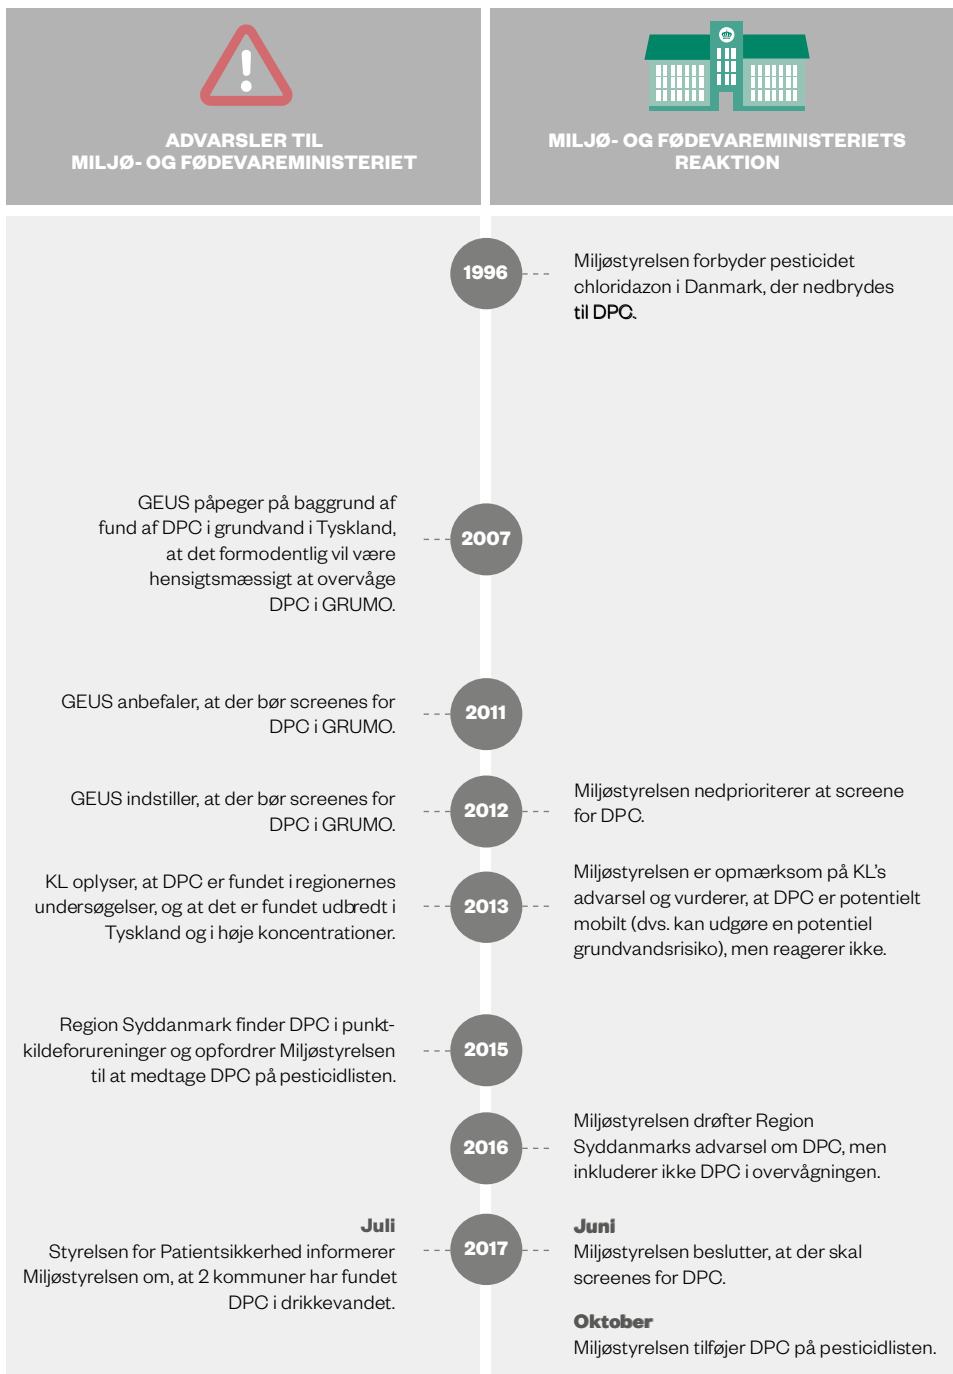 ADVARSLER TIL
MILJØ- OG FØDEVAREMINISTERIET
MILJØ- OG FØDEVAREMINISTERIETS
REAKTION
1996
Miljøstyrelsen forbyder pesticidet
chloridazon i Danmark, der nedbrydes
til DPC.
GEUS påpeger på baggrund af
fund af DPC i grundvand i Tyskland,
at det formodentlig vil være
hensigtsmæssigt at overvåge
DPC i GRUMO.
2007
GEUS anbefaler, at der bør screenes for
DPC i GRUMO.
2011
GEUS indstiller, at der bør screenes for
DPC i GRUMO.
2012
Miljøstyrelsen nedprioriterer at screene
for DPC.
KL oplyser, at DPC er fundet i regionernes
undersøgelser, og at det er fundet udbredt i
Tyskland og i høje koncentrationer.
2013
Miljøstyrelsen er opmærksom på KL's
advarsel og vurderer, at DPC er potentielt
mobilt (dvs. kan udgøre en potentiel
grundvandsrisiko), men reagerer ikke.
Region Syddanmark finder DPC i punkt-
kildeforureninger og opfordrer Miljøstyrelsen
til at medtage DPC på pesticidlisten.
2015
2016
Miljøstyrelsen drøfter Region
Syddanmarks advarsel om DPC, men
inkluderer ikke DPC i overvågningen.
Juli
Styrelsen for Patientsikkerhed informerer
Miljøstyrelsen om, at 2 kommuner har fundet
DPC i drikkevandet.
2017
Juni
Miljøstyrelsen beslutter, at der skal
screenes for DPC.
Oktober
Miljøstyrelsen tilføjer DPC på pesticidlisten.